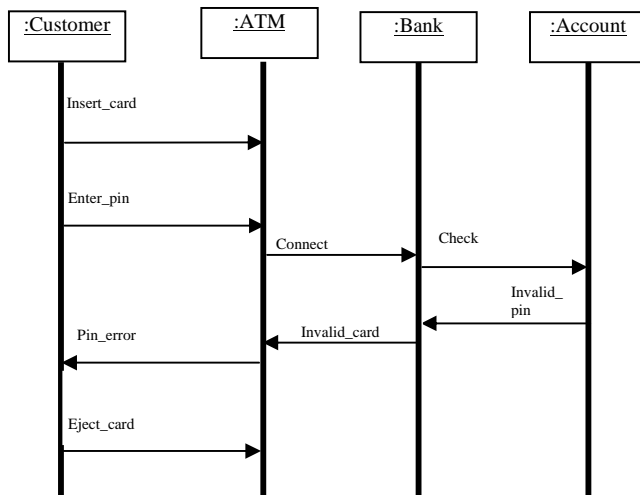 :Customer
:ATM
:Bank
:Account
Insert_card
Enter_pin
Connect
Check
Invalid_
pin
Invalid_card
Pin_error
Eject_card